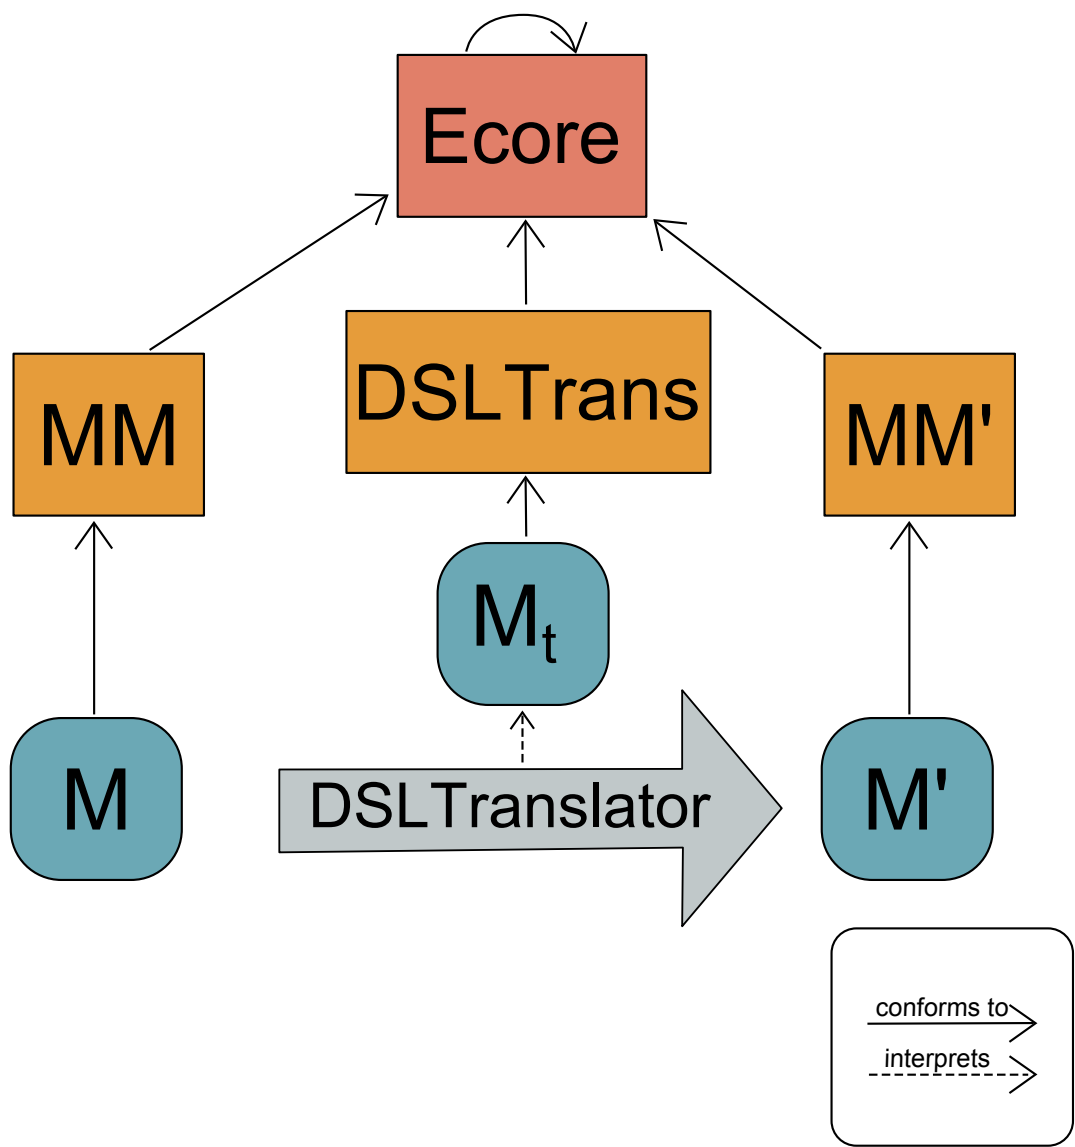 Ecore
DSLTrans
MM
MM'
Mt
M
DSLTranslator
M'
conforms to
interprets